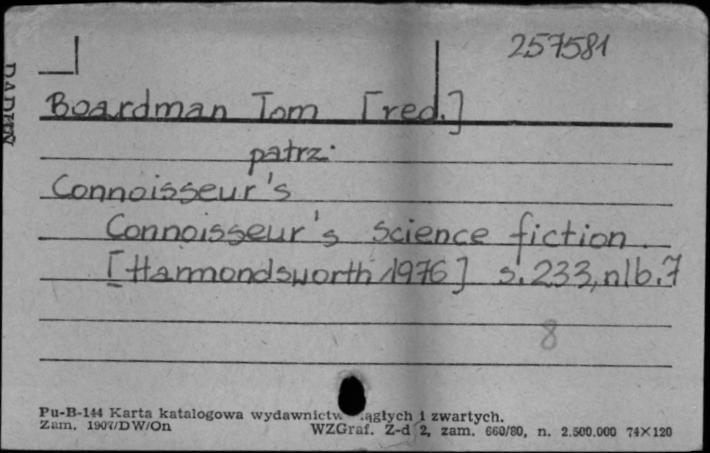 257581
Boardman Tom [red.]
patrz:
Connoisseur's
Connoisseur's science fiction.
[Harmondsworth 1976] s. 233, nlb. 7
8
Pu-B-144 Karta katalogowa wydawnictw ągłych i zwartych.
Zam. 1907/DW/On WZGraf. Z-d 2, zam. 660/80, n. 2.500.000 74×120